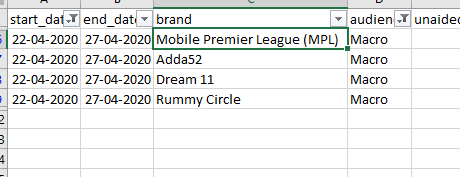 A B C D
start_dat end_date brand audien unaided
22-04-2020 27-04-2020 Mobile Premier League (MPL) Macro
22-04-2020 27-04-2020 Adda52 Macro
22-04-2020 27-04-2020 Dream 11 Macro
22-04-2020 27-04-2020 Rummy Circle Macro